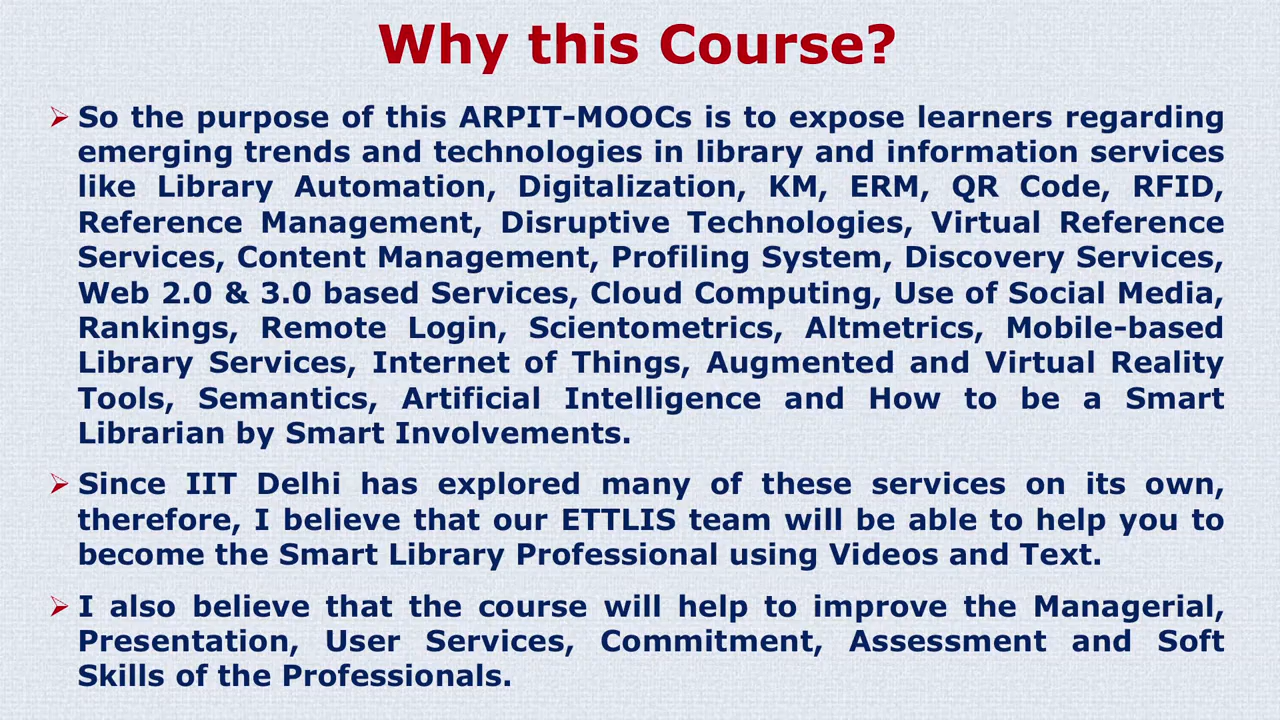 Why this Course?
So the purpose of this ARPIT-MOOCs is to expose learners regarding
emerging trends and technologies in library and information services
like Library Automation, Digitalization, KM, ERM, QR Code, RFID,
Reference Management, Disruptive Technologies, Virtual Reference
Services, Content Management, Profiling System, Discovery Services,
Web 2.0 & 3.0 based Services, Cloud Computing, Use of Social Media,
Rankings, Remote Login, Scientometrics, Altmetrics, Mobile-based
Library Services, Internet of Things, Augmented and Virtual Reality
Tools, Semantics, Artificial Intelligence and How to be a Smart
Librarian by Smart Involvements.
Since IIT Delhi has explored many of these services on its own,
therefore, I believe that our ETTLIS team will be able to help you to
become the Smart Library Professional using Videos and Text.
I also believe that the course will help to improve the Managerial,
Presentation, User Services, Commitment, Assessment and Soft
Skills of the Professionals.